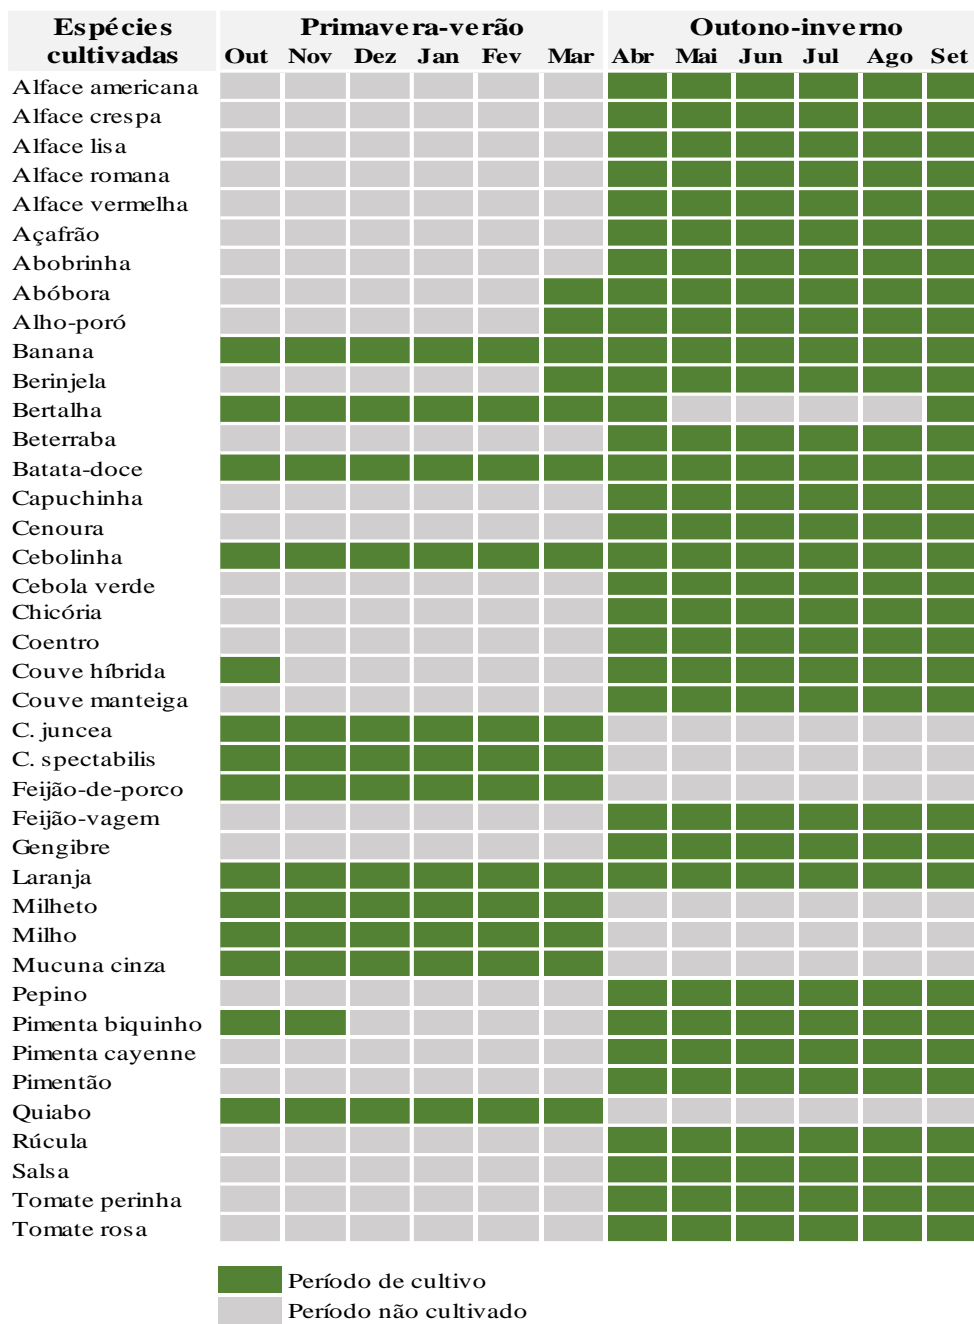 Espécies cultivadas
Primavera-verão
Outono-inverno
Out Nov Dez Jan Fev Mar Abr Mai Jun Jul Ago Set
Alface americana
Alface crespa
Alface lisa
Alface romana
Alface vermelha
Açafrão
Abobrinha
Abóbora
Alho-poró
Banana
Berinjela
Bertalha
Beterraba
Batata-doce
Capuchinha
Cenoura
Cebolinha
Cebola verde
Chicória
Coentro
Couve híbrida
Couve manteiga
C. juncea
C. spectabilis
Feijão-de-porco
Feijão-vagem
Gengibre
Laranja
Milheto
Milho
Mucuna cinza
Pepino
Pimenta biquinho
Pimenta cayenne
Pimentão
Quiabo
Rúcula
Salsa
Tomate perinha
Tomate rosa
Período de cultivo
Período não cultivado